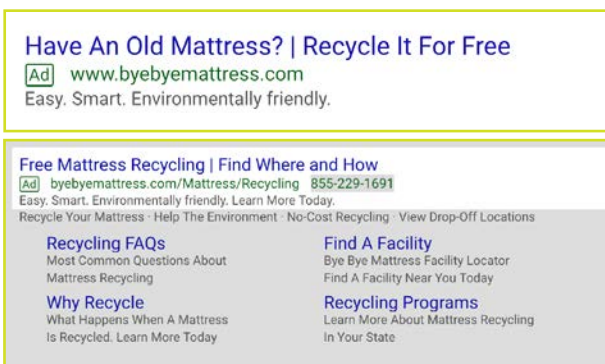 Have An Old Mattress? | Recycle It For Free
Ad www.byebyemattress.com
Easy. Smart. Environmentally friendly.
Free Mattress Recycling | Find Where and How
Ad byebyemattress.com/Mattress/Recycling 855-229-1691
Easy. Smart. Environmentally friendly. Learn More Today.
Recycle Your Mattress · Help The Environment · No-Cost Recycling · View Drop-Off Locations
Recycling FAQs
Most Common Questions About
Mattress Recycling
Find A Facility
Bye Bye Mattress Facility Locator
Find A Facility Near You Today
Why Recycle
What Happens When A Mattress
Is Recycled. Learn More Today
Recycling Programs
Learn More About Mattress Recycling
In Your State